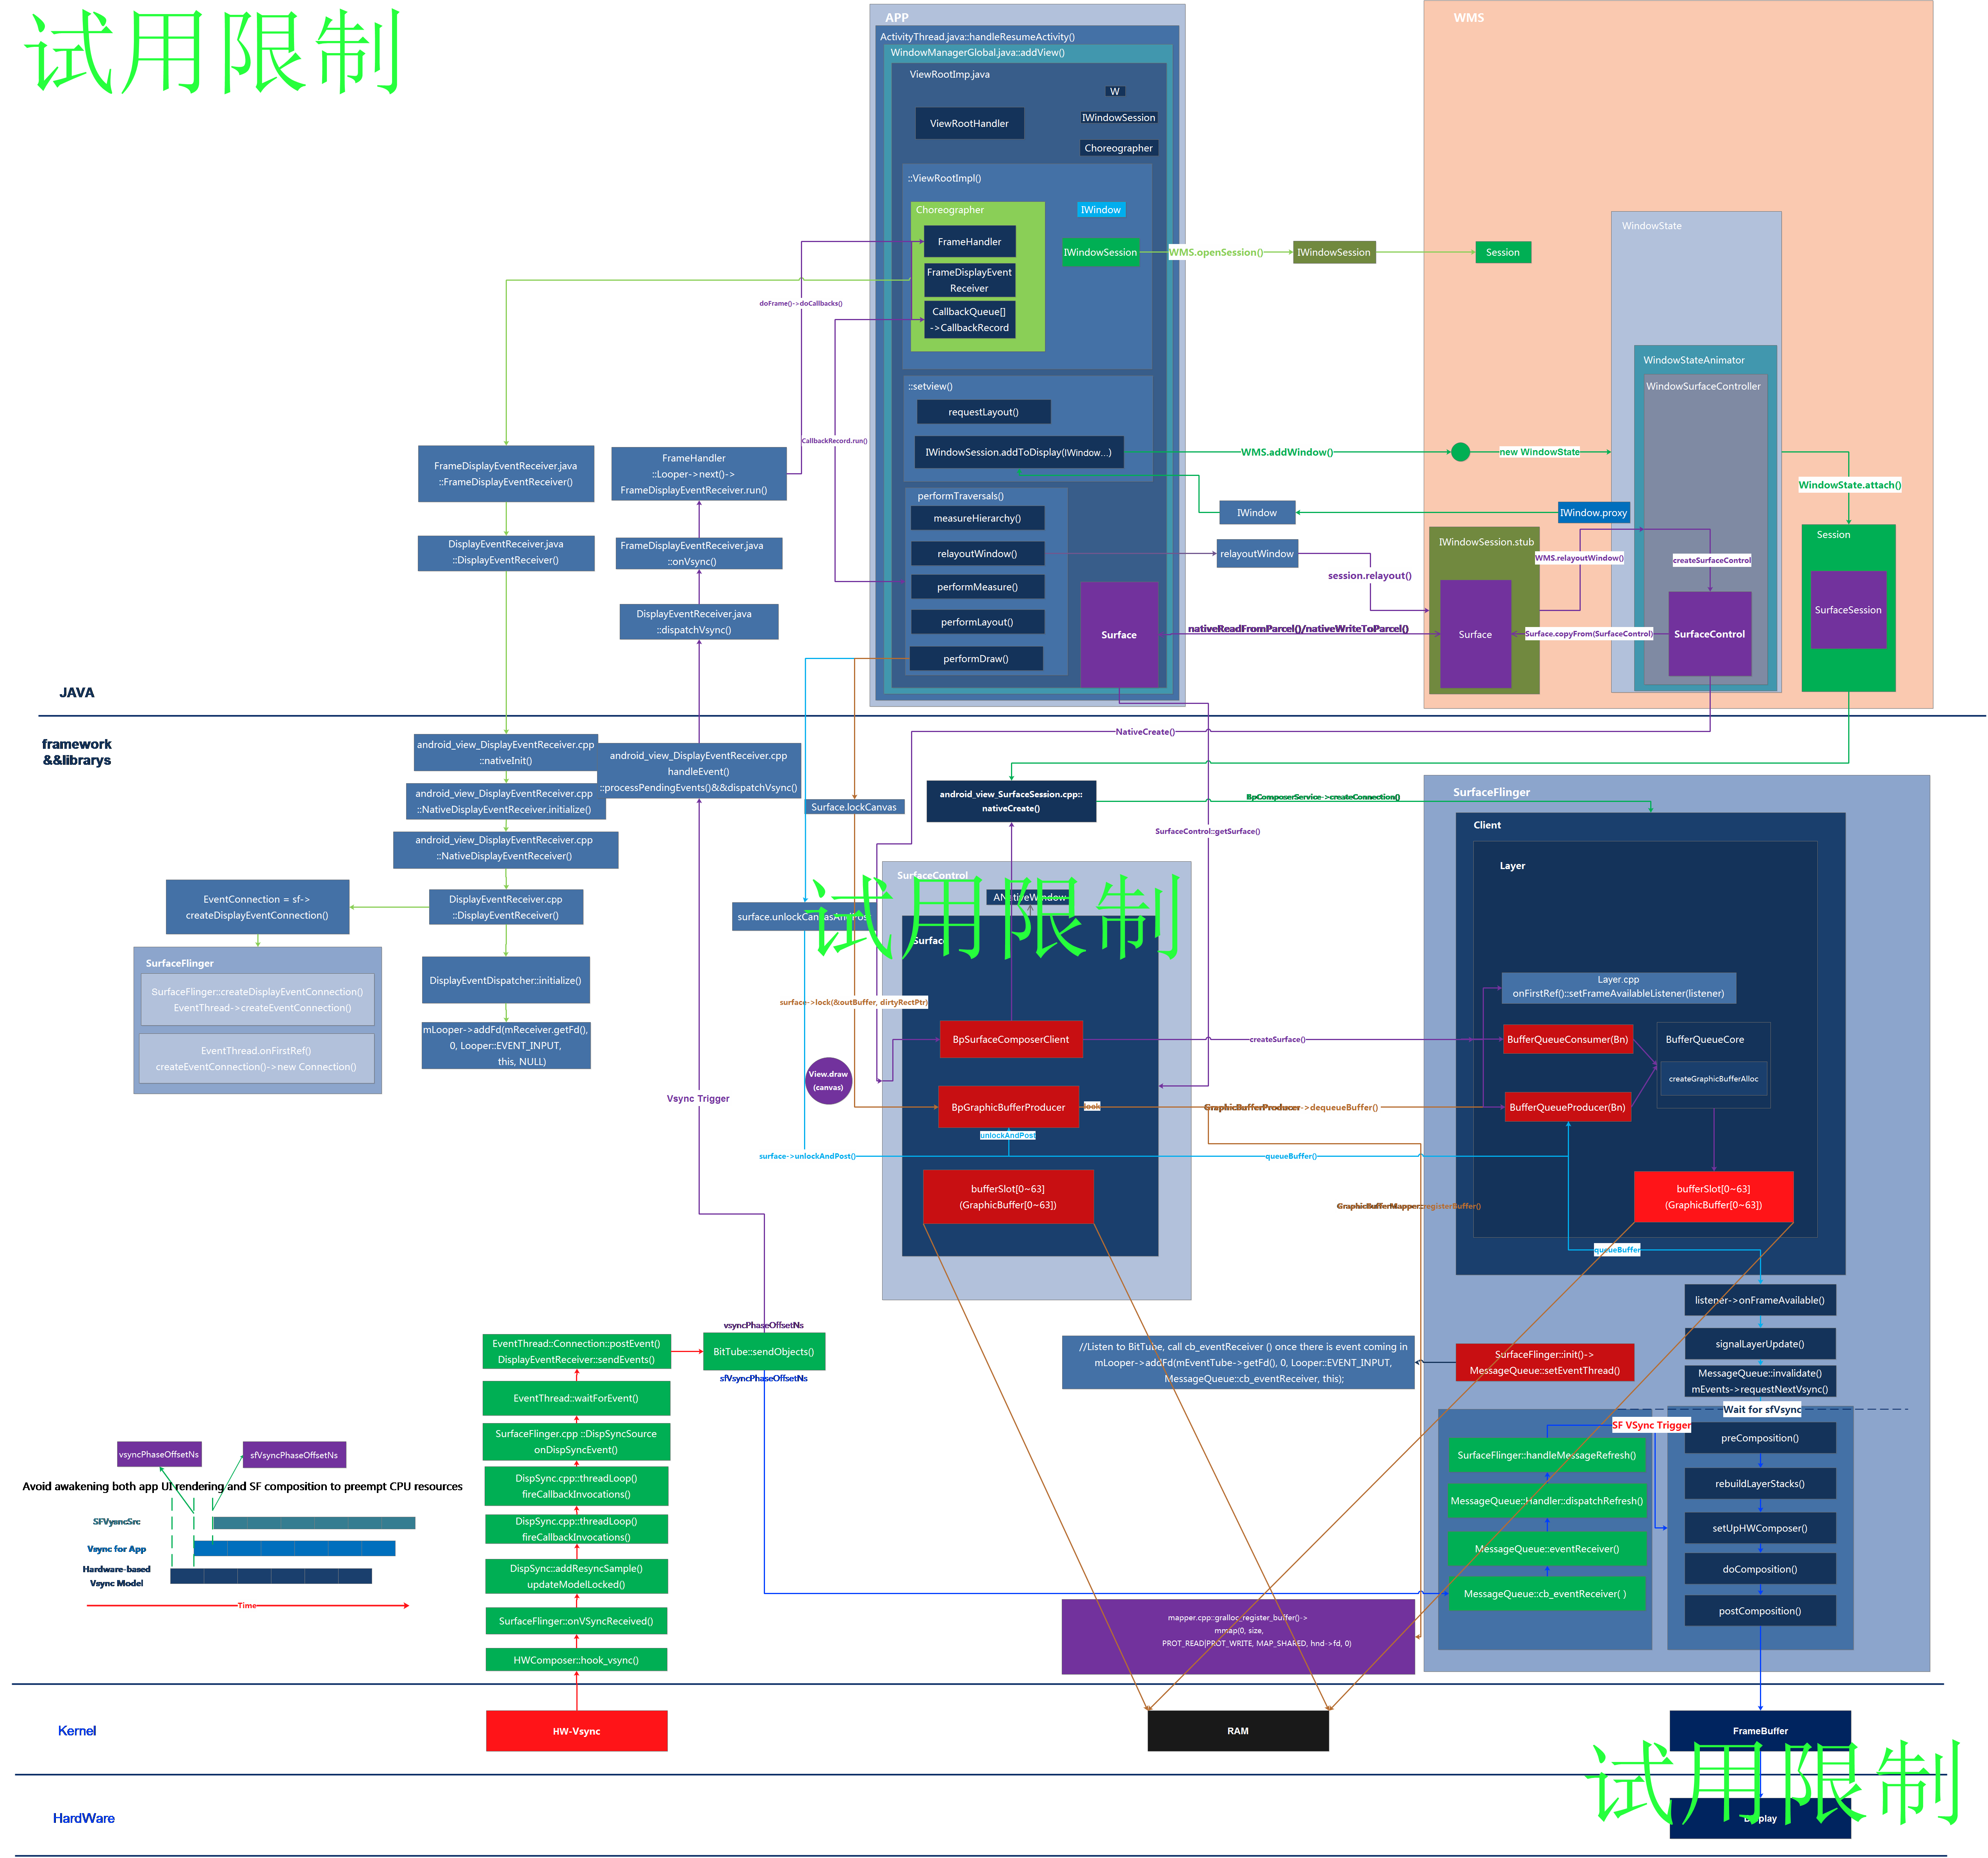 试用限制
APP
ActivityThread.java::handleResumeActivity()
WindowManagerGlobal.java::addView()
ViewRootImp.java
W
IWindowSession
ViewRootHandler
Choreographer
::ViewRootImpl()
Choreographer
IWindow
FrameHandler
IWindowSession
WMS.openSession()
IWindowSession
FrameDisplayEvent
Receiver
CallbackQueue[]
->CallbackRecord
::setview()
requestLayout()
IWindowSession.addToDisplay(IWindow...)
performTraversals()
measureHierarchy()
relayoutWindow()
performMeasure()
performLayout()
performDraw()
Surface
WMS
Session
WindowState
WindowStateAnimator
WindowSurfaceController
WMS.addWindow()
new WindowState
WindowState.attach()
IWindow
IWindow.proxy
relayoutWindow
session.relayout()
IWindowSession.stub
WMS.relayoutWindow()
createSurfaceControl
Surface
Surface.copyFrom(SurfaceControl)
SurfaceControl
Session
SurfaceSession
nativeReadFromParcel()/nativeWriteToParcel()
doFrame()->doCallbacks()
CallbackRecord.run()
FrameDisplayEventReceiver.java
::FrameDisplayEventReceiver()
FrameHandler
::Looper->next()->
FrameDisplayEventReceiver.run()
DisplayEventReceiver.java
::DisplayEventReceiver()
FrameDisplayEventReceiver.java
::onVsync()
DisplayEventReceiver.java
::dispatchVsync()
JAVA
framework
&&librarys
android_view_DisplayEventReceiver.cpp
::nativeInit()
android_view_DisplayEventReceiver.cpp
handleEvent()
::processPendingEvents()&&dispatchVsync()
android_view_DisplayEventReceiver.cpp
::NativeDisplayEventReceiver.initialize()
android_view_DisplayEventReceiver.cpp
::NativeDisplayEventReceiver()
EventConnection = sf->
createDisplayEventConnection()
DisplayEventReceiver.cpp
::DisplayEventReceiver()
SurfaceFlinger
SurfaceFlinger::createDisplayEventConnection()
EventThread->createEventConnection()
EventThread.onFirstRef()
createEventConnection()->new Connection()
DisplayEventDispatcher::initialize()
mLooper->addFd(mReceiver.getFd(),
0, Looper::EVENT_INPUT,
this, NULL)
Vsync Trigger
NativeCreate()
Surface.lockCanvas
android_view_SurfaceSession.cpp::
nativeCreate()
BpComposerService->createConnection()
SurfaceControl::getSurface()
SurfaceControl
ANativeWindow
surface.unlockCanvasAndPost
Surface
试用限制
surface->lock(&outBuffer, dirtyRectPtr)
BpSurfaceComposerClient
createSurface()
View.draw
(canvas)
BpGraphicBufferProducer
look
GraphicBufferProducer->dequeueBuffer()
unlockAndPost
surface->unlockAndPost()
queueBuffer()
bufferSlot[0~63]
(GraphicBuffer[0~63])
GraphicBufferMapper::registerBuffer()
SurfaceFlinger
Client
Layer
Layer.cpp
onFirstRef()::setFrameAvailableListener(listener)
BufferQueueConsumer(Bn)
BufferQueueCore
createGraphicBufferAlloc
BufferQueueProducer(Bn)
bufferSlot[0~63]
(GraphicBuffer[0~63])
queueBuffer
listener->onFrameAvailable()
signalLayerUpdate()
MessageQueue::invalidate()
mEvents->requestNextVsync()
Wait for sfVsync
SF VSync Trigger
SurfaceFlinger::init()->
MessageQueue::setEventThread()
//Listen to BitTube, call cb_eventReceiver () once there is event coming in
mLooper->addFd(mEventTube->getFd(), 0, Looper::EVENT_INPUT,
MessageQueue::cb_eventReceiver, this);
SurfaceFlinger::handleMessageRefresh()
MessageQueue::Handler::dispatchRefresh()
MessageQueue::eventReceiver()
MessageQueue::cb_eventReceiver( )
preComposition()
rebuildLayerStacks()
setUpHWComposer()
doComposition()
postComposition()
vsyncPhaseOffsetNs
EventThread::Connection::postEvent()
DisplayEventReceiver::sendEvents()
BitTube::sendObjects()
sfVsyncPhaseOffsetNs
EventThread::waitForEvent()
SurfaceFlinger.cpp ::DispSyncSource
onDispSyncEvent()
DispSync.cpp::threadLoop()
fireCallbackInvocations()
DispSync.cpp::threadLoop()
fireCallbackInvocations()
DispSync::addResyncSample()
updateModelLocked()
SurfaceFlinger::onVSyncReceived()
HWComposer::hook_vsync()
vsyncPhaseOffsetNs
sfVsyncPhaseOffsetNs
Avoid awakening both app UI rendering and SF composition to preempt CPU resources
SFVysncSrc
Vsync for App
Hardware-based
Vsync Model
Time
mapper.cpp::gralloc_register_buffer()->
mmap(0, size,
PROT_READ|PROT_WRITE, MAP_SHARED, hnd->fd, 0)
Kernel
HW-Vsync
RAM
FrameBuffer
试用限制
HardWare
Display